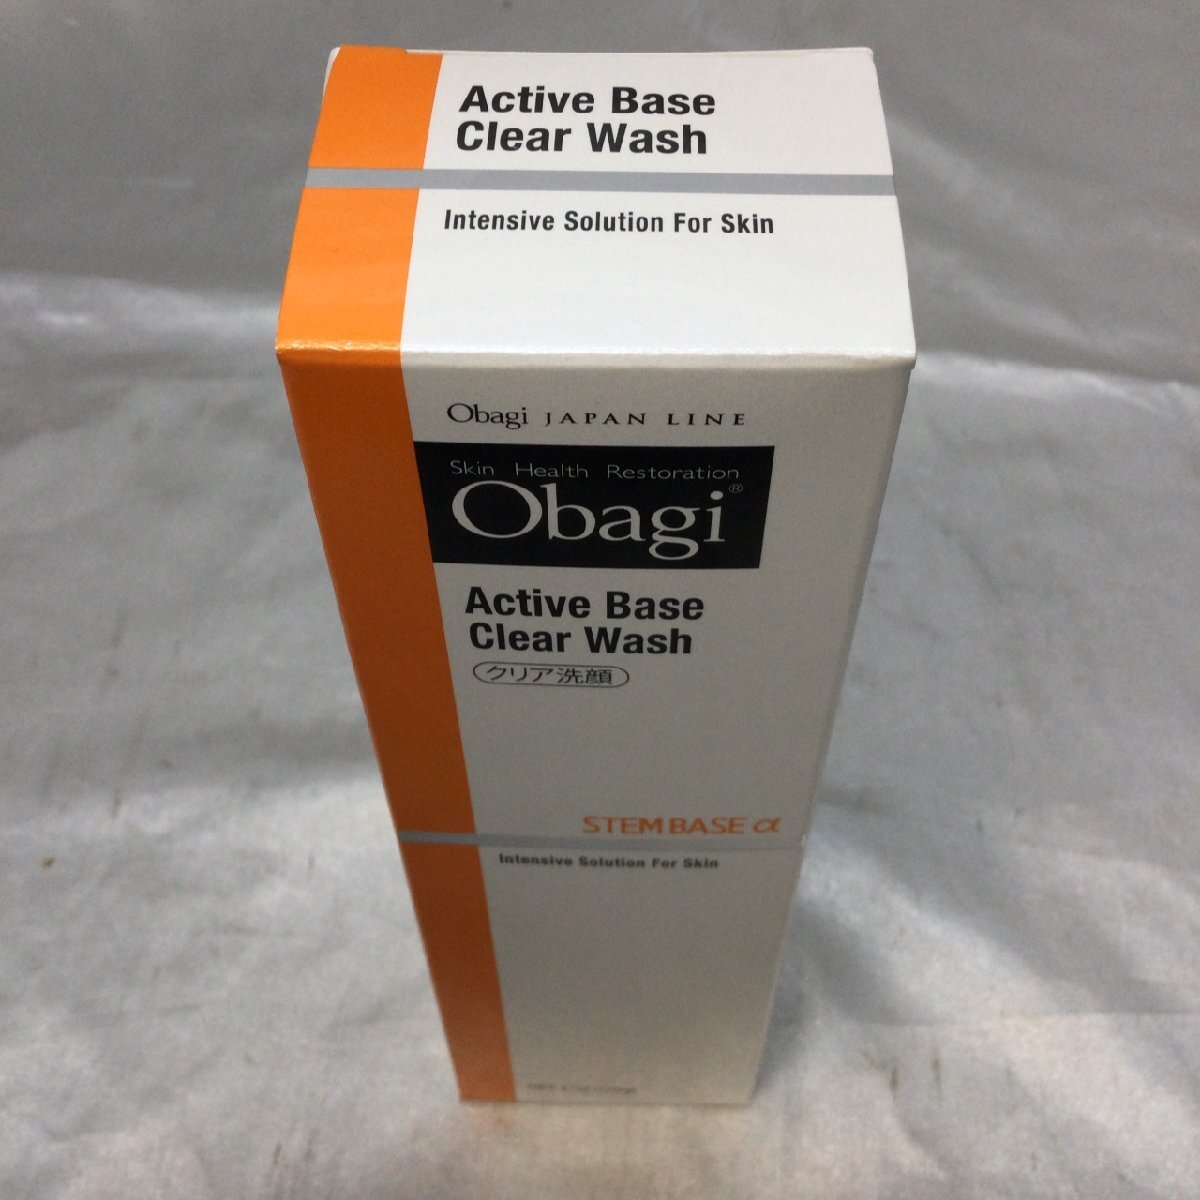 Active Base
Clear Wash
Intensive Solution For Skin
Obagi JAPAN LINE
Skin Health Restoration
Obagi®
Active Base
Clear Wash
クリア洗顔
STEM BASE α
Intensive Solution For Skin